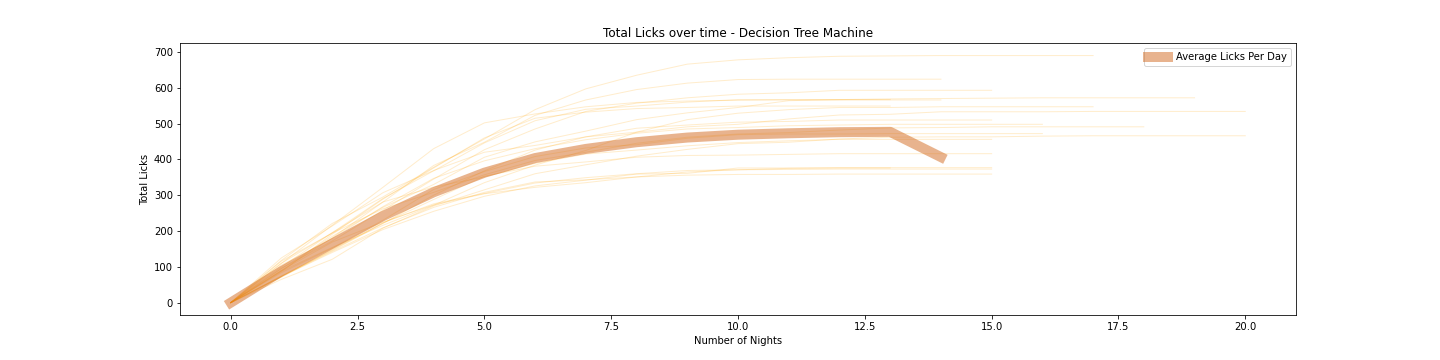 Total Licks over time - Decision Tree Machine
Average Licks Per Day
Total Licks
700
600
500
400
300
200
100
0
0.0 2.5 5.0 7.5 10.0 12.5 15.0 17.5 20.0
Number of Nights